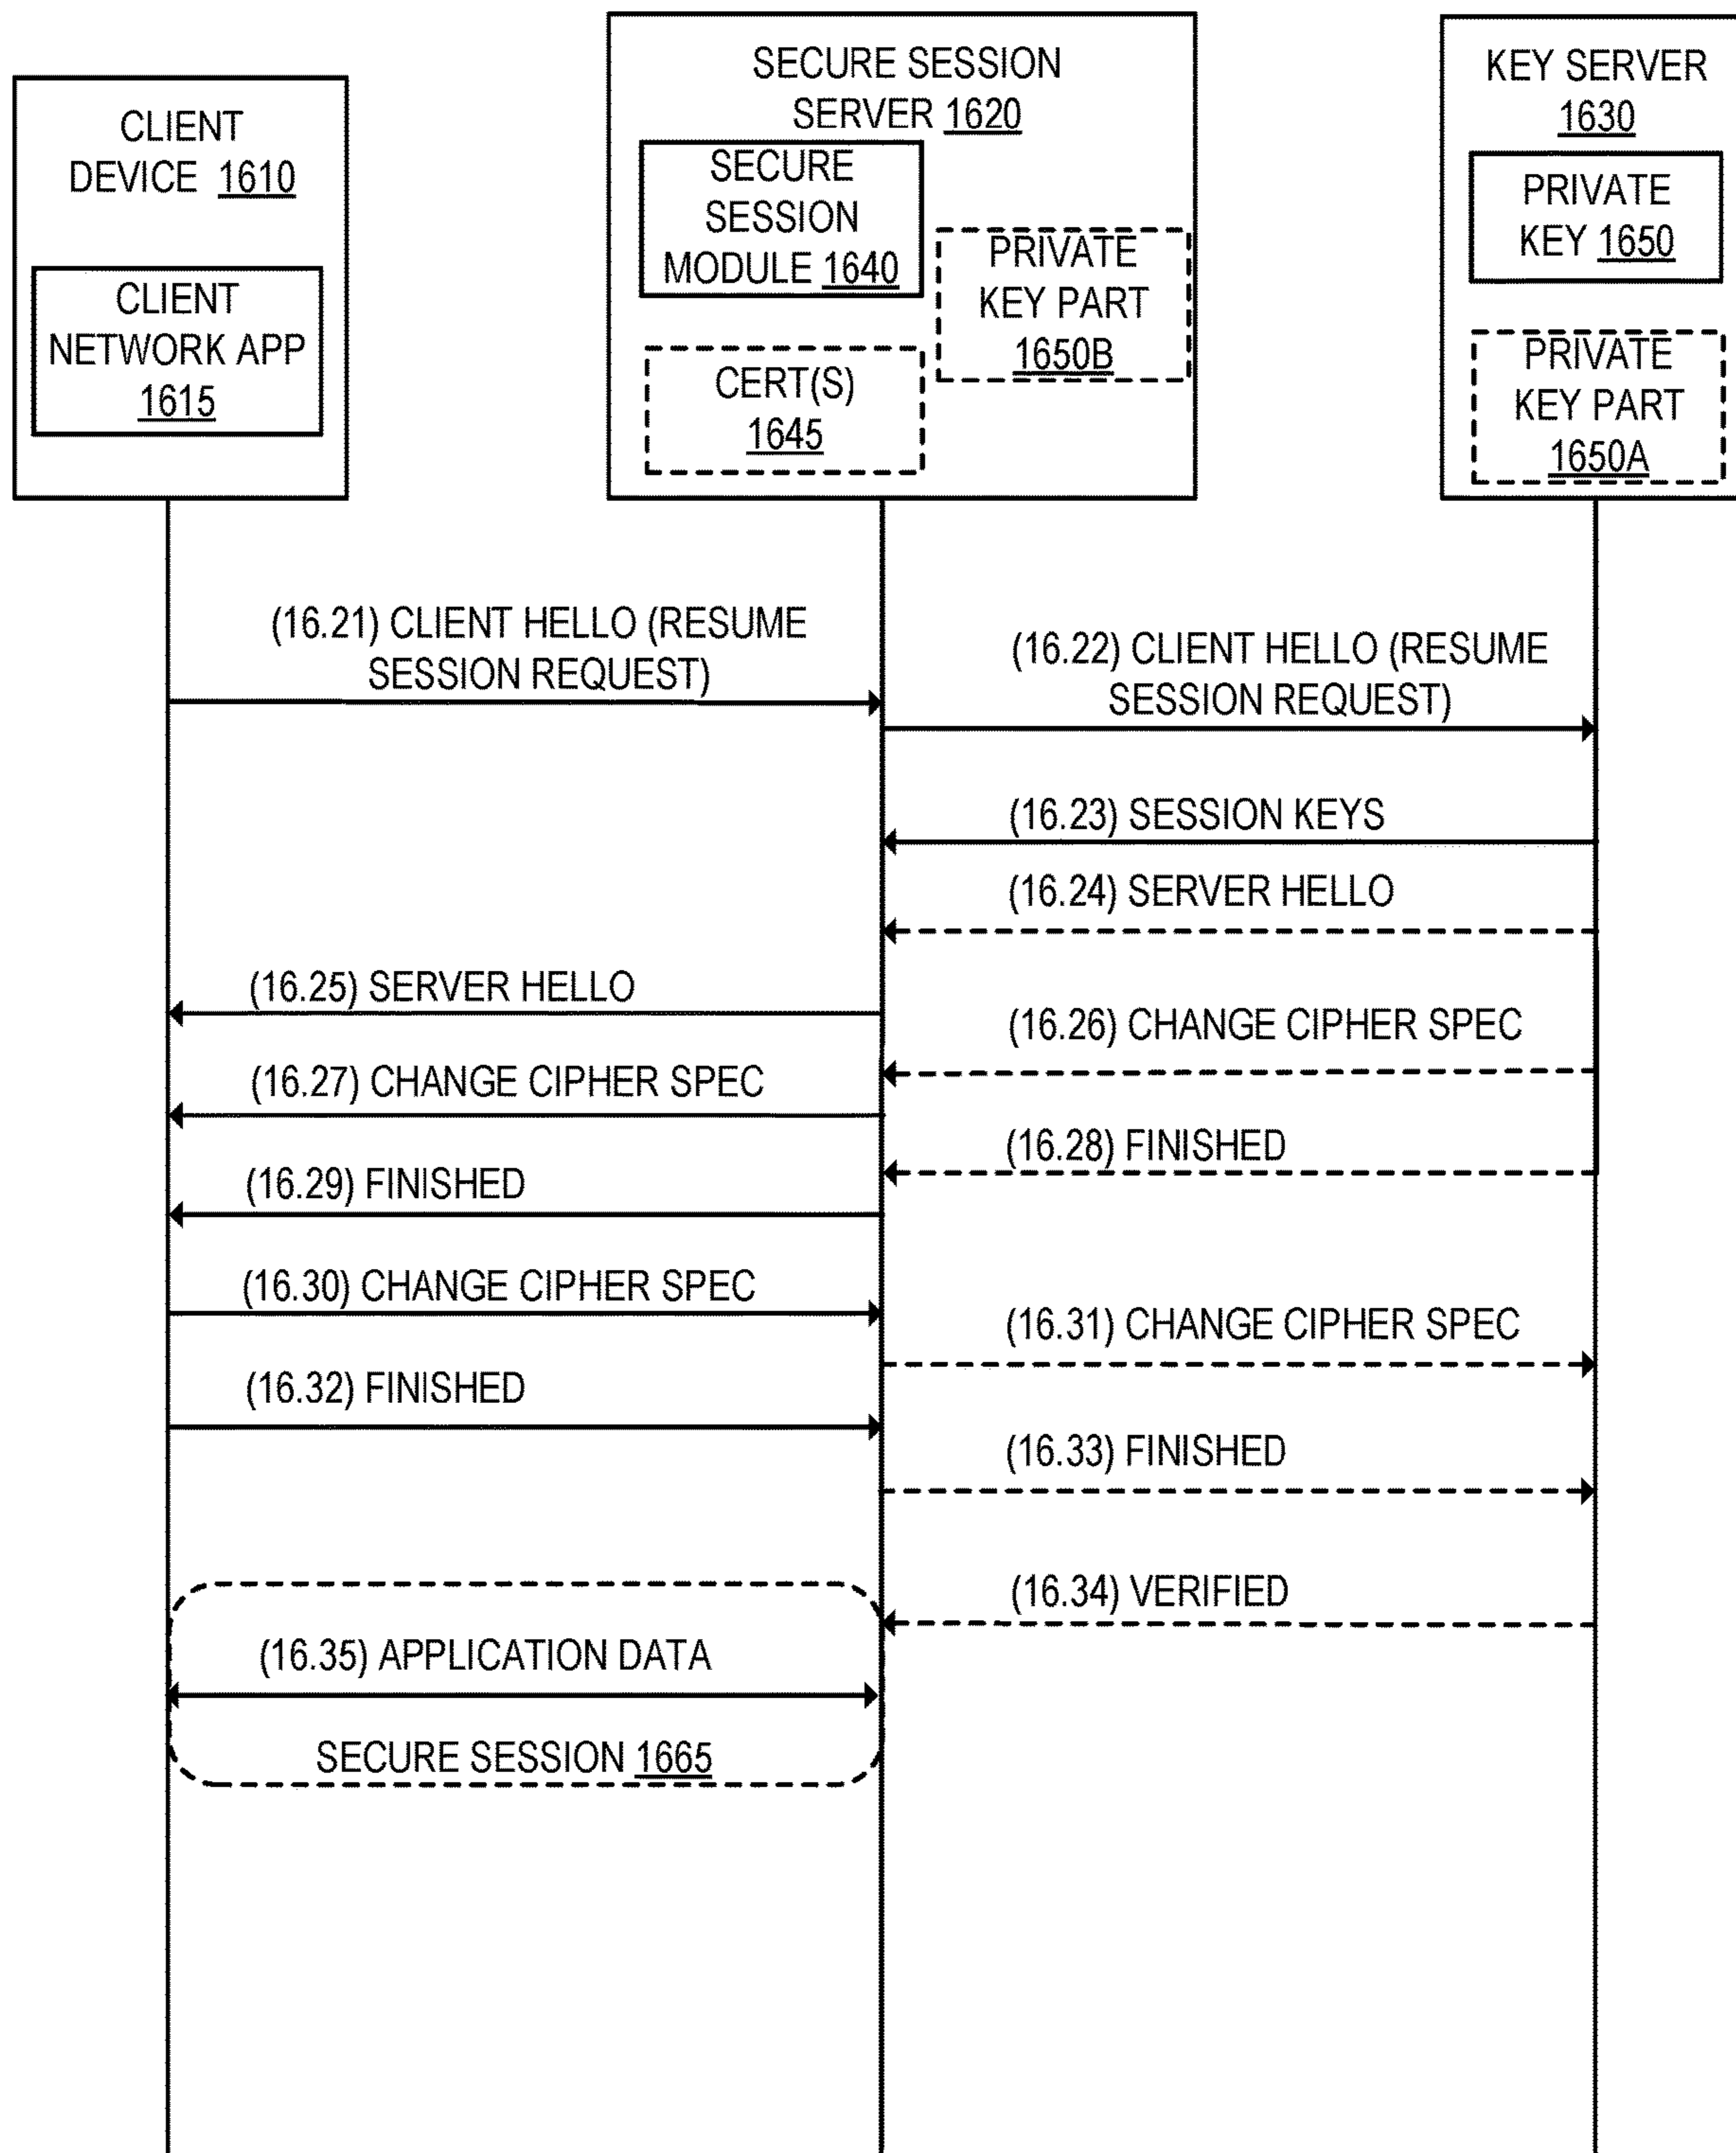 CLIENT
DEVICE 1610
CLIENT
NETWORK APP
1615
SECURE SESSION
SERVER 1620
SECURE
SESSION
MODULE 1640
PRIVATE
KEY PART
1650B
CERT(S)
1645
KEY SERVER
1630
PRIVATE
KEY 1650
PRIVATE
KEY PART
1650A
(16.21) CLIENT HELLO (RESUME
SESSION REQUEST)
(16.22) CLIENT HELLO (RESUME
SESSION REQUEST)
(16.23) SESSION KEYS
(16.24) SERVER HELLO
(16.25) SERVER HELLO
(16.26) CHANGE CIPHER SPEC
(16.27) CHANGE CIPHER SPEC
(16.28) FINISHED
(16.29) FINISHED
(16.30) CHANGE CIPHER SPEC
(16.31) CHANGE CIPHER SPEC
(16.32) FINISHED
(16.33) FINISHED
(16.34) VERIFIED
(16.35) APPLICATION DATA
SECURE SESSION 1665